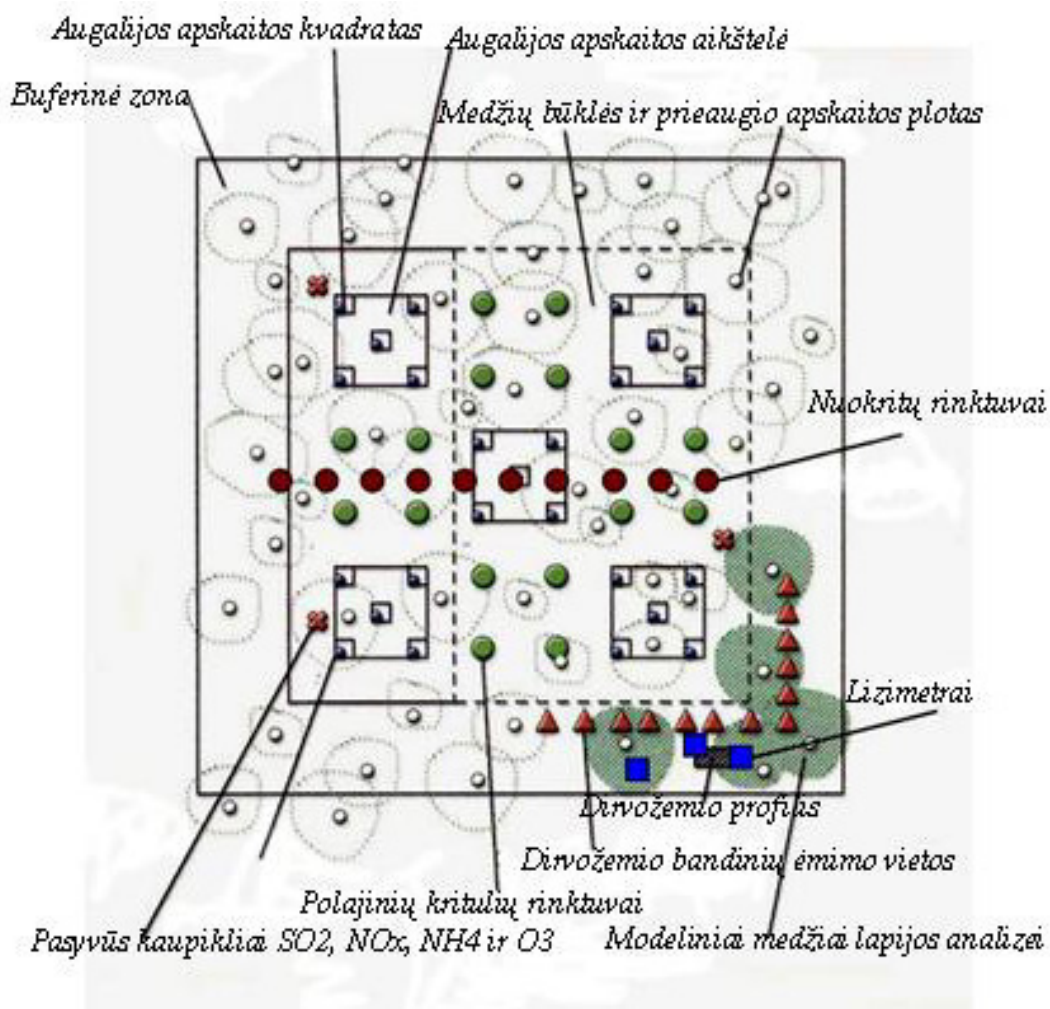 Augalijos apskaitos kvadratas
Augalijos apskaitos aikštelė
Buferinė zona
Medžių būklės ir prieaugio apskaitos plotas
Nuokritų rinktuvai
Lizimetrai
Dirvožemio profilis
Dirvožemio bandinių ėmimo vietos
Polajinių kritulių rinktuvai
Pasyvūs kaupikliai SO2, NOx, NH4 ir O3
Modeliniai medžiai lapijos analizei